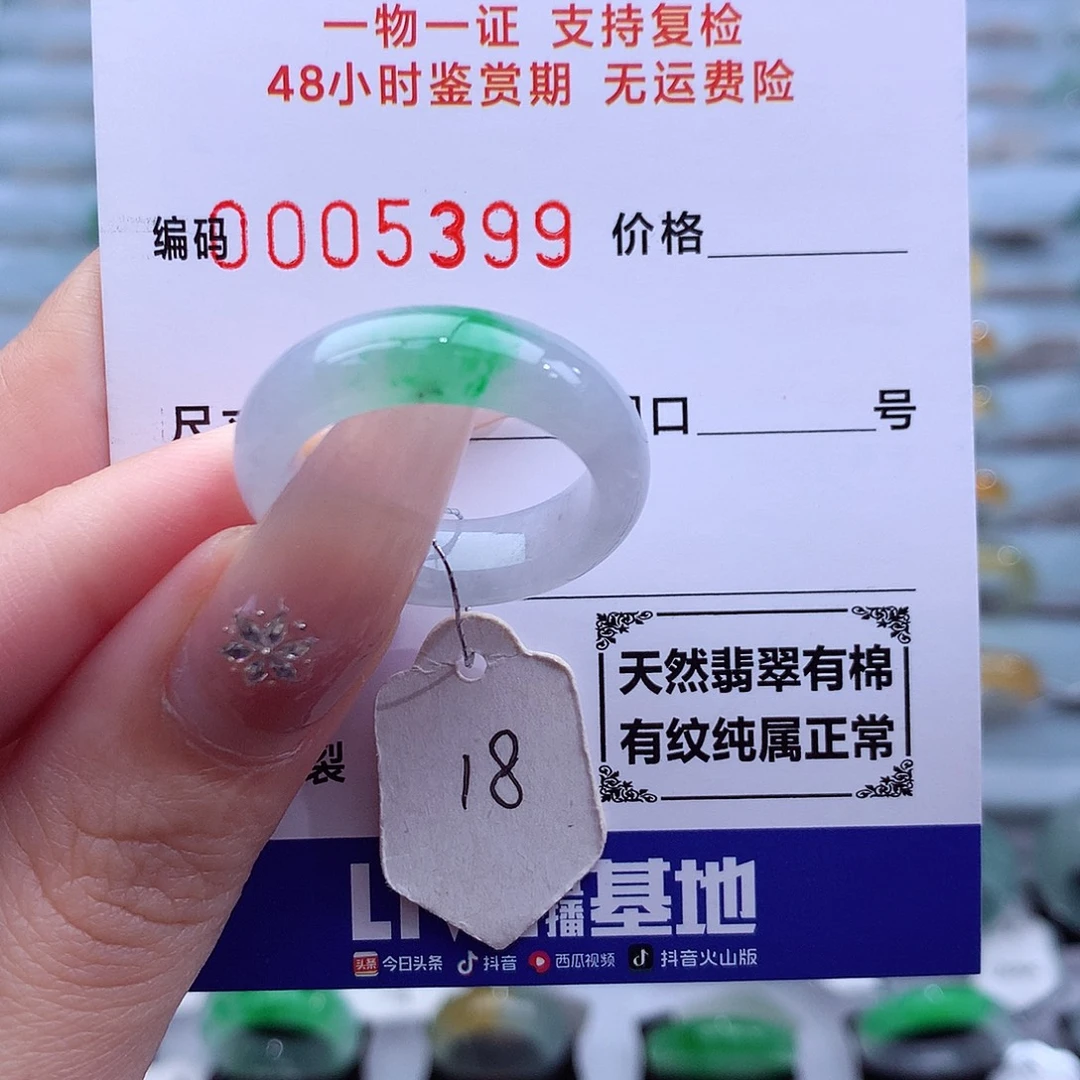 一物一证 支持复检
48小时鉴赏期 无运费险
编码0005399 价格
口 号
天然翡翠有棉
有纹纯属正常
18
播基地
今日头条 抖音 西瓜视频 抖音火山版